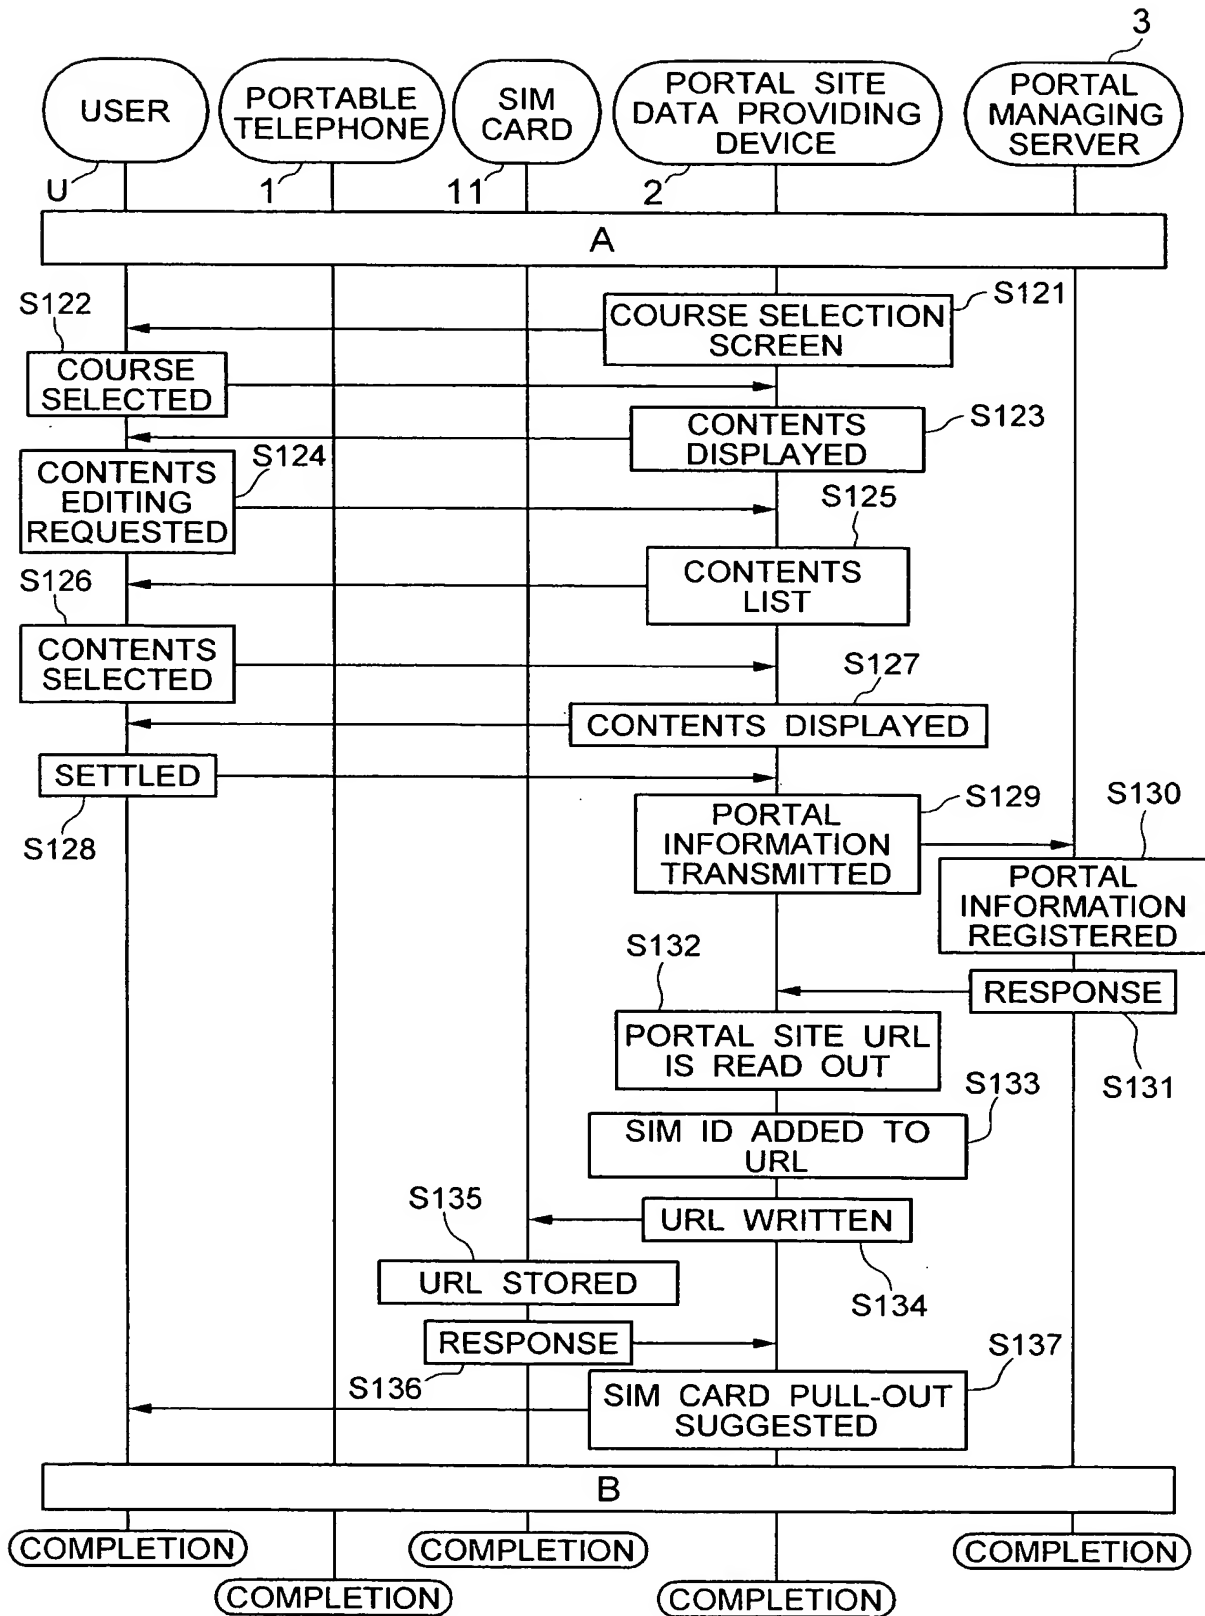 3
USER
PORTABLE
TELEPHONE
SIM
CARD
PORTAL SITE
DATA PROVIDING
DEVICE
PORTAL
MANAGING
SERVER
U
1
11
2
A
S122
S121
COURSE SELECTION
SCREEN
COURSE
SELECTED
S123
CONTENTS
DISPLAYED
S124
CONTENTS
EDITING
REQUESTED
S125
CONTENTS
LIST
S126
CONTENTS
SELECTED
S127
CONTENTS DISPLAYED
SETTLED
S128
S129
PORTAL
INFORMATION
TRANSMITTED
S130
PORTAL
INFORMATION
REGISTERED
S132
RESPONSE
S131
PORTAL SITE URL
IS READ OUT
S133
SIM ID ADDED TO
URL
S135
URL WRITTEN
S134
URL STORED
RESPONSE
S136
S137
SIM CARD PULL-OUT
SUGGESTED
B
COMPLETION
COMPLETION
COMPLETION
COMPLETION
COMPLETION